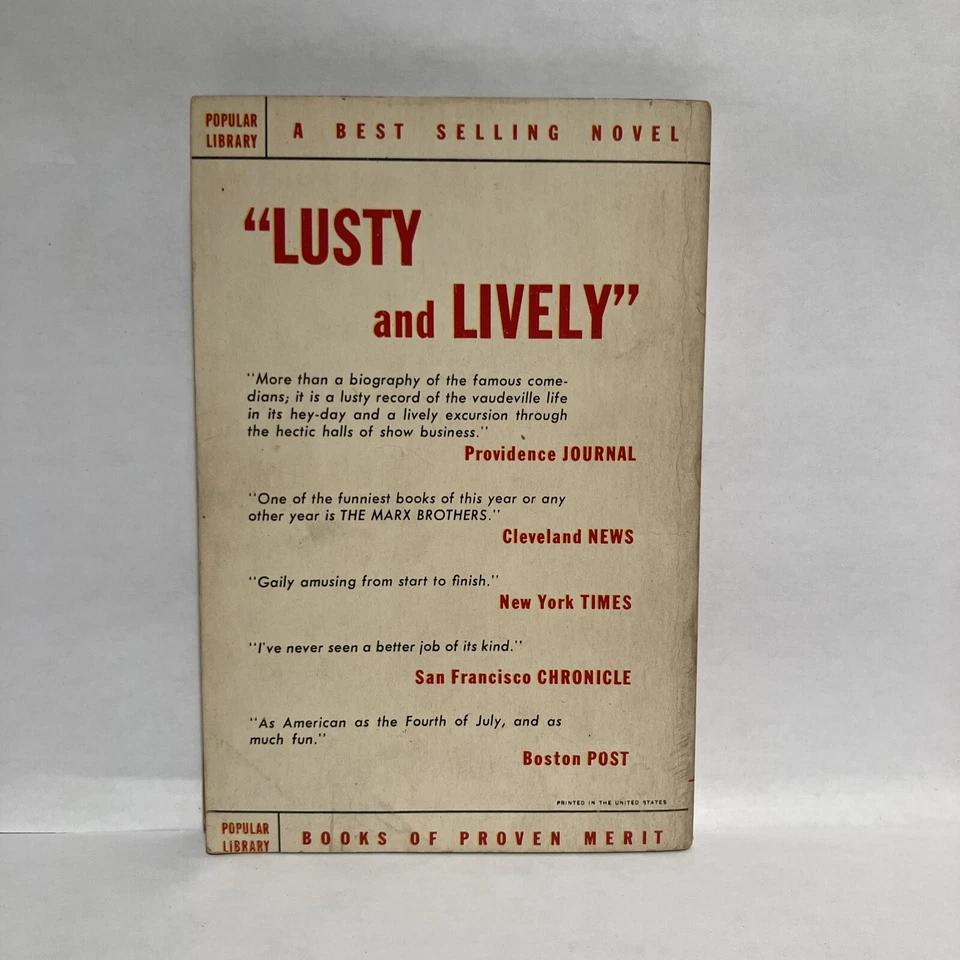 POPULAR
LIBRARY
A BEST SELLING NOVEL
“LUSTY
and LIVELY”
"More than a biography of the famous come-
dians; it is a lusty record of the vaudeville life
in its hey-day and a lively excursion through
the hectic halls of show business."
Providence JOURNAL
"One of the funniest books of this year or any
other year is THE MARX BROTHERS."
Cleveland NEWS
"Gaily amusing from start to finish."
New York TIMES
"I've never seen a better job of its kind."
San Francisco CHRONICLE
"As American as the Fourth of July, and as
much fun."
Boston POST
PRINTED IN THE UNITED STATES
POPULAR
LIBRARY
BOOKS OF PROVEN MERIT